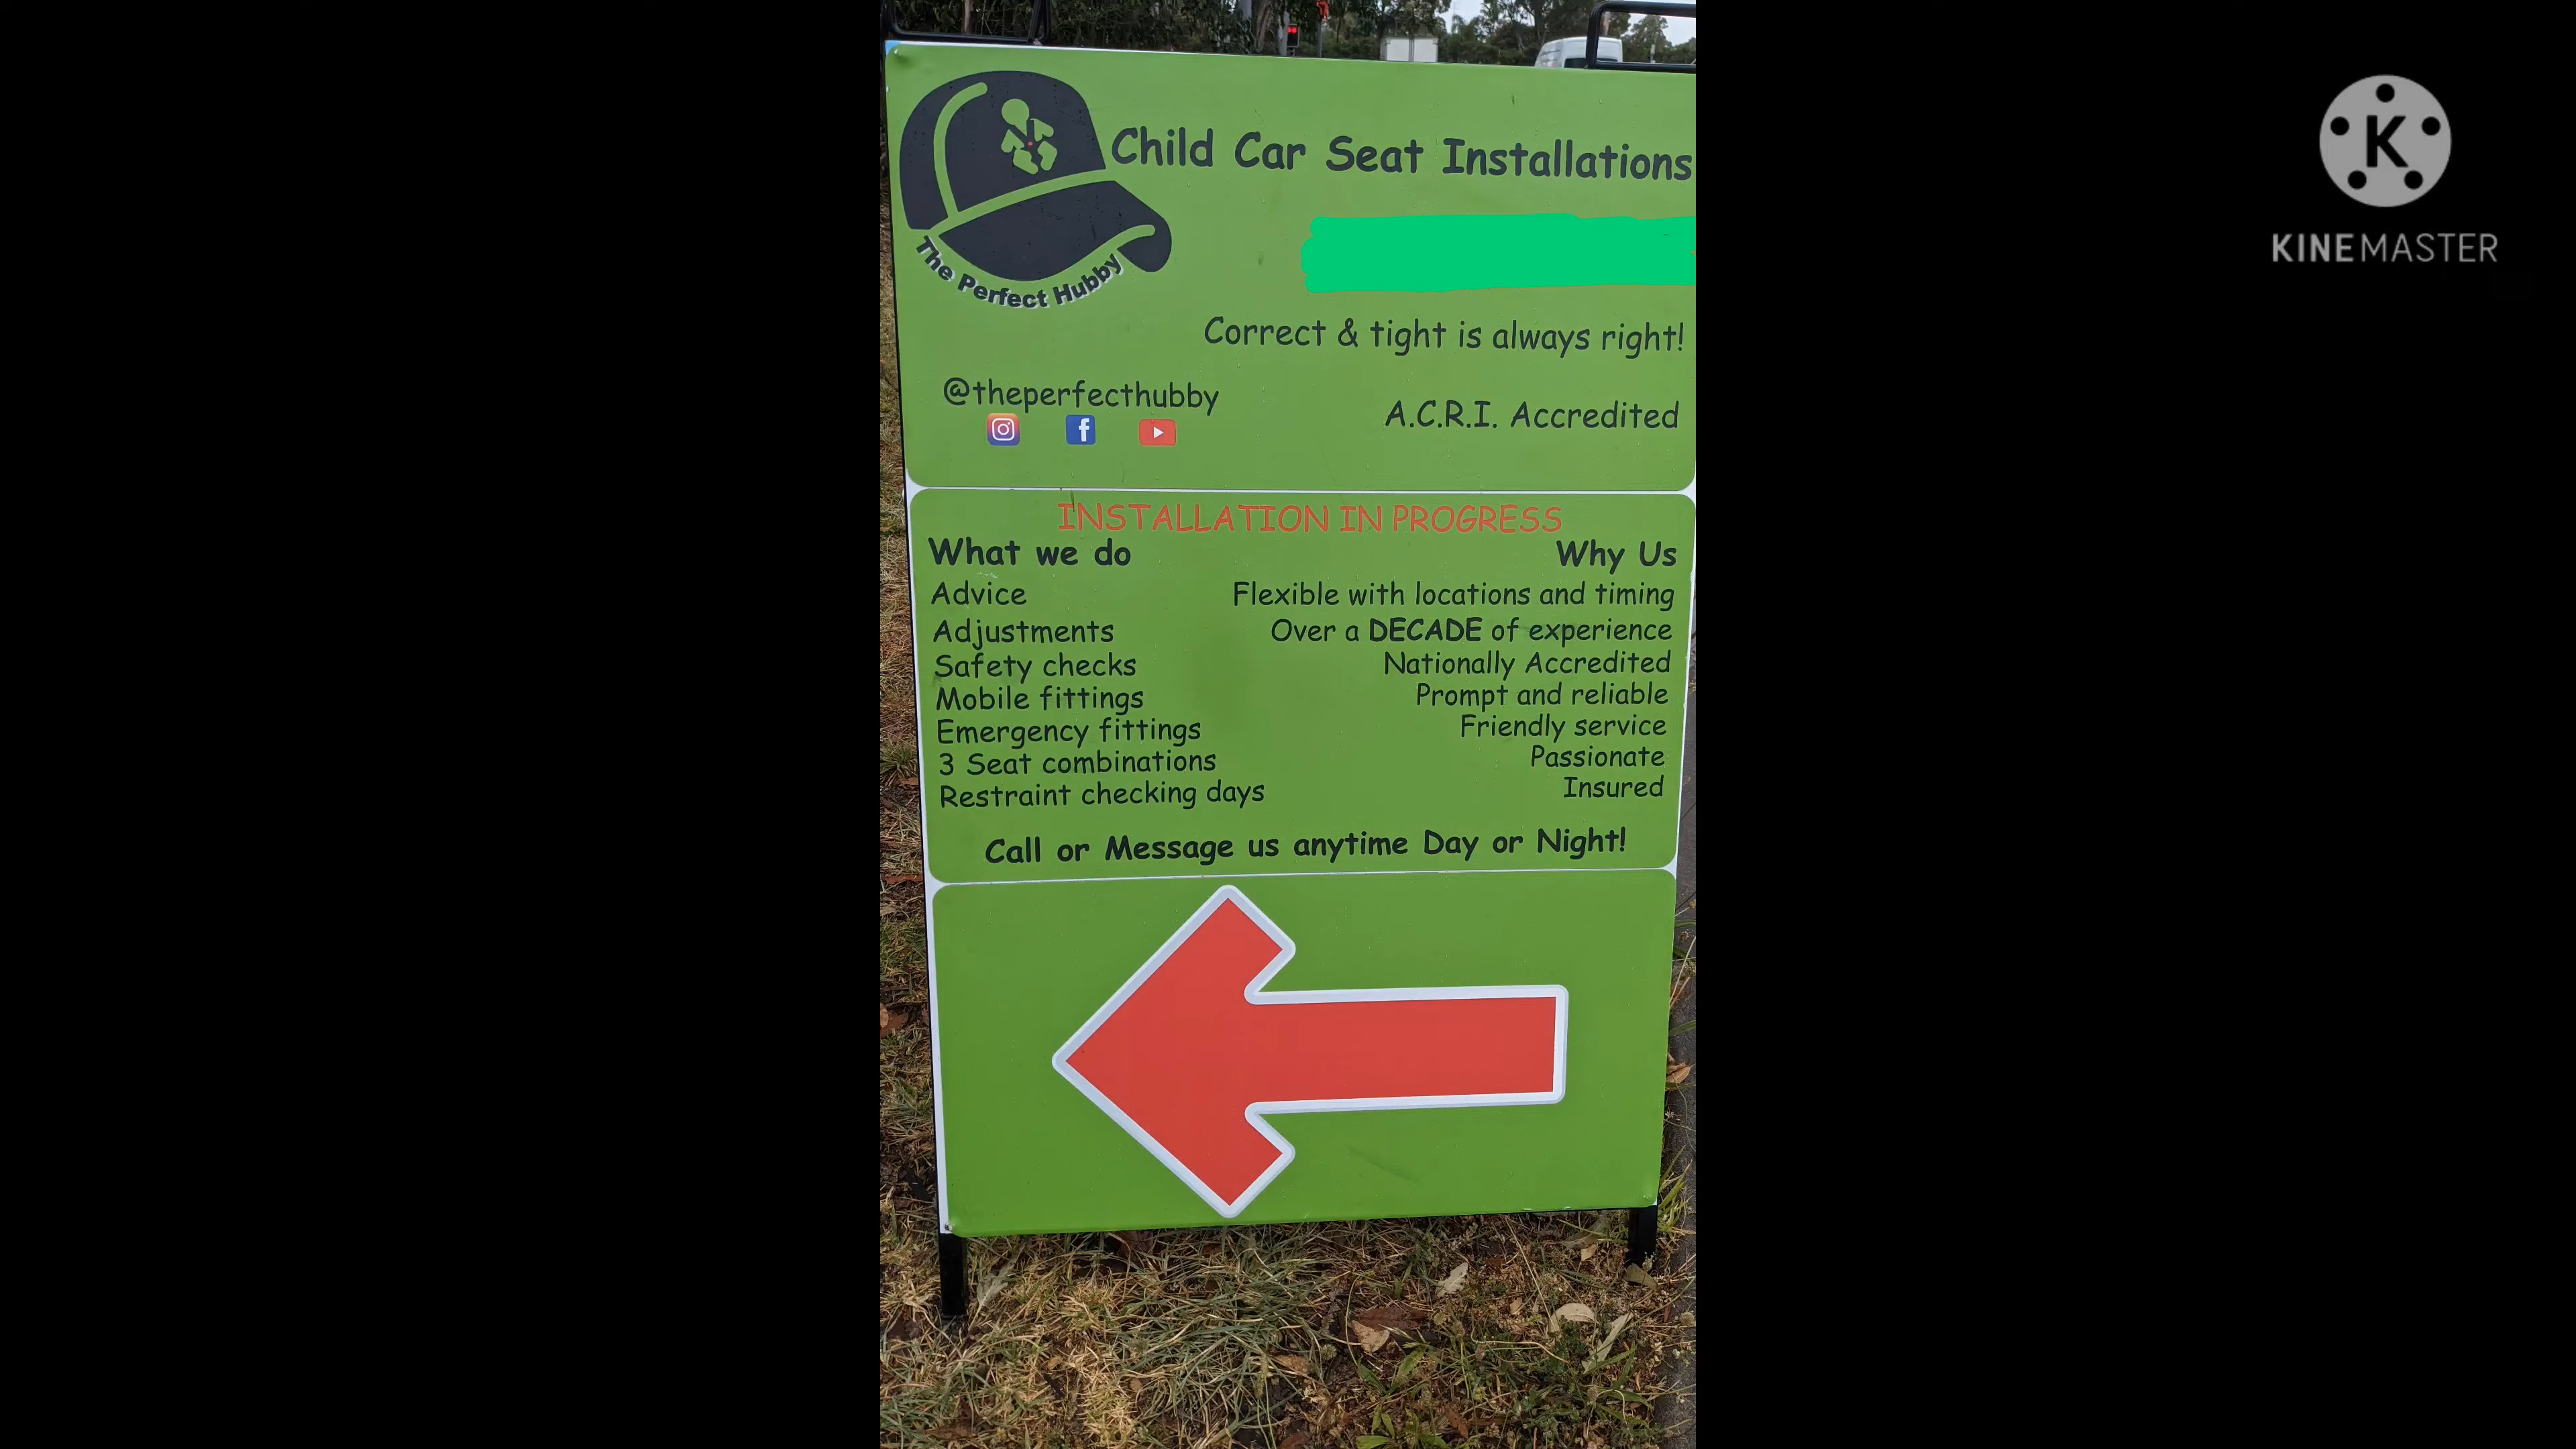 Child Car Seat Installations
The Perfect Hubby
Correct & tight is always right!
@theperfecthubby
A.C.R.I. Accredited
INSTALLATION IN PROGRESS
What we do
Why Us
Advice
Flexible with locations and timing
Adjustments
Over a DECADE of experience
Safety checks
Nationally Accredited
Mobile fittings
Prompt and reliable
Emergency fittings
Friendly service
3 Seat combinations
Passionate
Restraint checking days
Insured
Call or Message us anytime Day or Night!
K
KINEMASTER